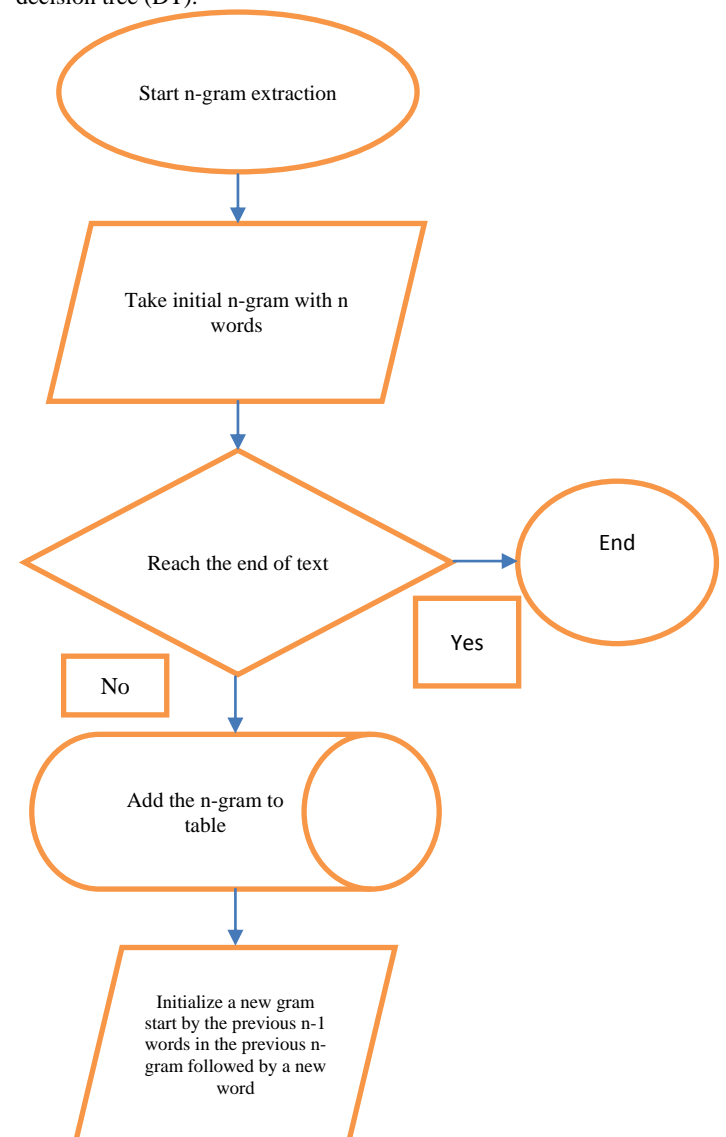 decision tree (DT).
Start n-gram extraction
Take initial n-gram with n
words
Reach the end of text
End
Yes
No
Add the n-gram to
table
Initialize a new gram
start by the previous n-1
words in the previous n-
gram followed by a new
word